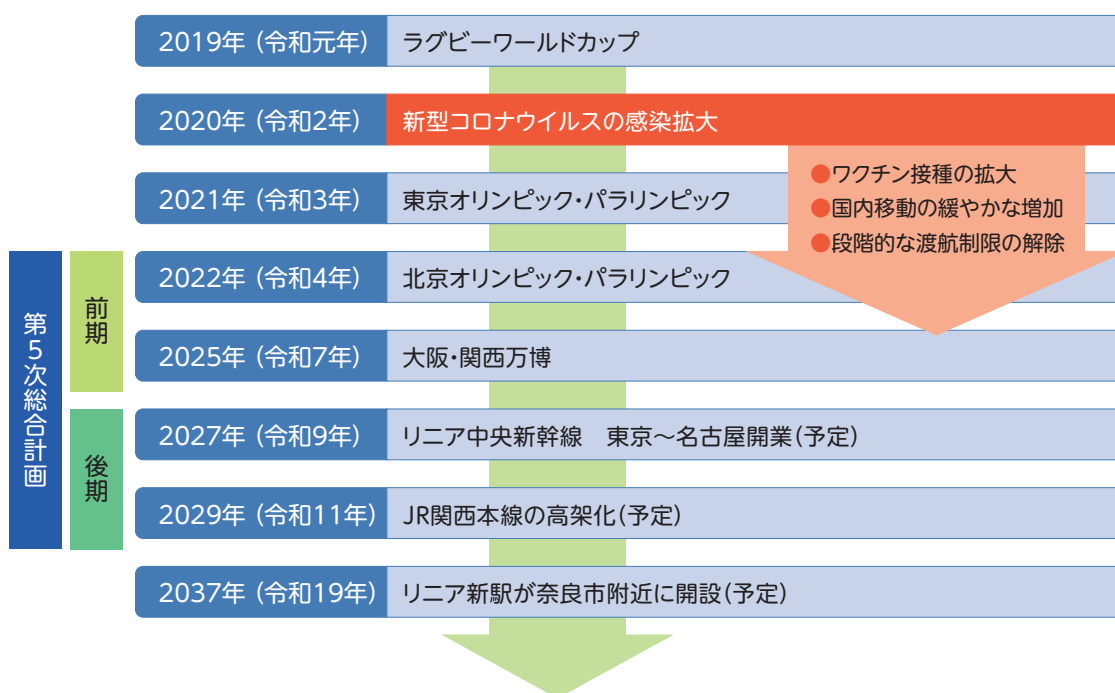 2019年（令和元年） ラグビーワールドカップ
2020年（令和2年） 新型コロナウイルスの感染拡大
●ワクチン接種の拡大
●国内移動の緩やかな増加
●段階的な渡航制限の解除
2021年（令和3年） 東京オリンピック・パラリンピック
第5次総合計画
前期
2022年（令和4年） 北京オリンピック・パラリンピック
2025年（令和7年） 大阪・関西万博
後期
2027年（令和9年） リニア中央新幹線　東京～名古屋開業(予定)
2029年（令和11年） JR関西本線の高架化(予定)
2037年（令和19年） リニア新駅が奈良市附近に開設(予定)